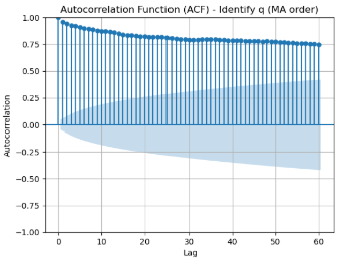 Autocorrelation Function (ACF) - Identify q (MA order)
1.00
0.75
0.50
0.25
0.00
−0.25
−0.50
−0.75
−1.00
Autocorrelation
0 10 20 30 40 50 60
Lag